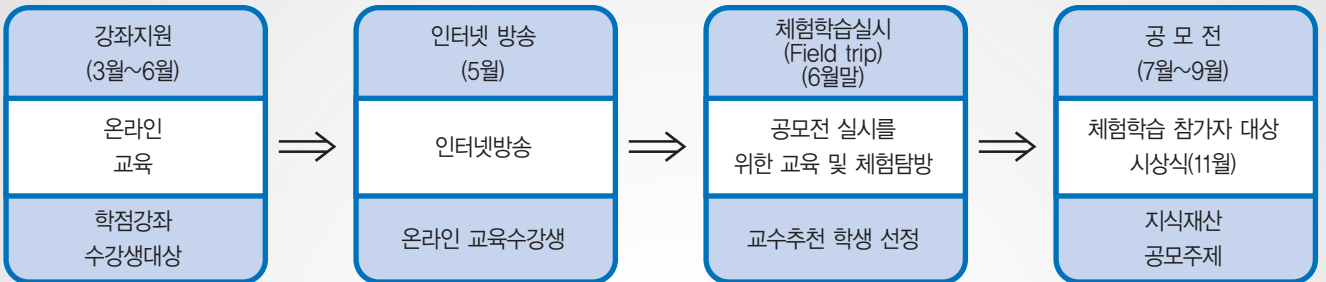 강좌지원
(3월~6월)
온라인
교육
학점강좌
수강생대상
인터넷 방송
(5월)
인터넷방송
온라인 교육수강생
체험학습실시
(Field trip)
(6월말)
공모전 실시를
위한 교육 및 체험탐방
교수추천 학생 선정
공 모 전
(7월~9월)
체험학습 참가자 대상
시상식(11월)
지식재산
공모주제